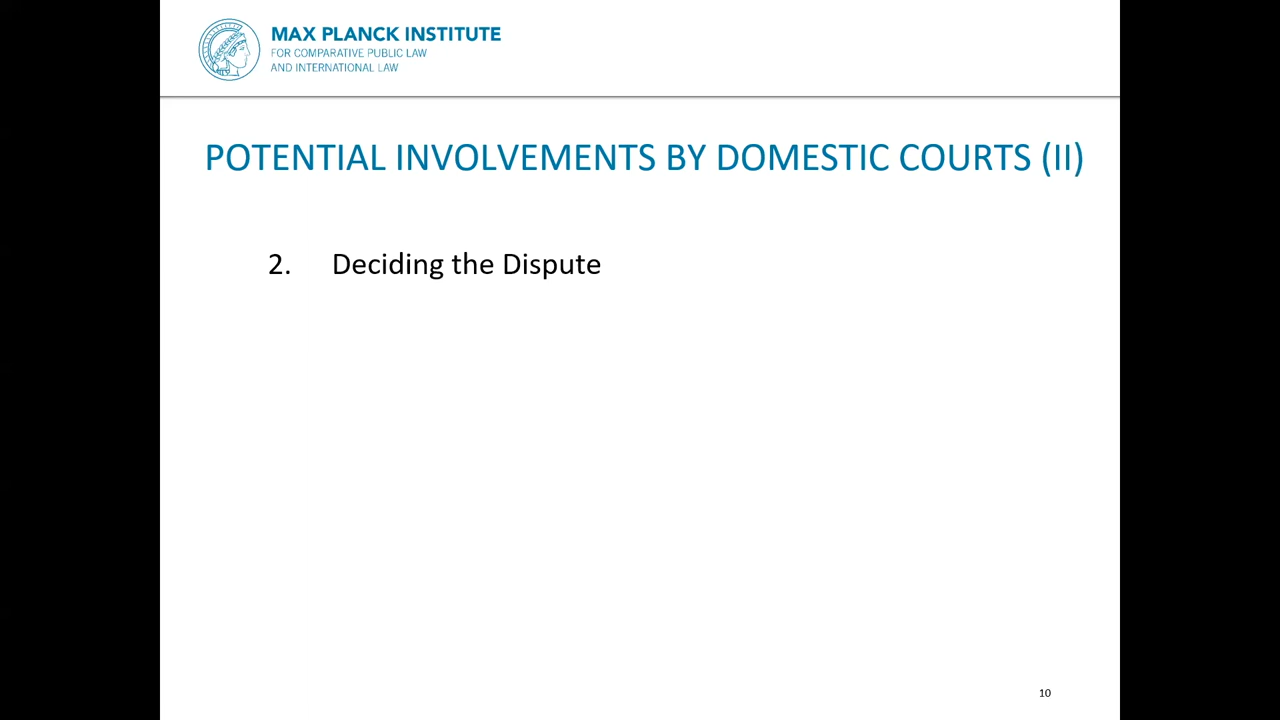 MAX PLANCK INSTITUTE
FOR COMPARATIVE PUBLIC LAW
AND INTERNATIONAL LAW
POTENTIAL INVOLVEMENTS BY DOMESTIC COURTS (II)
2. Deciding the Dispute
10